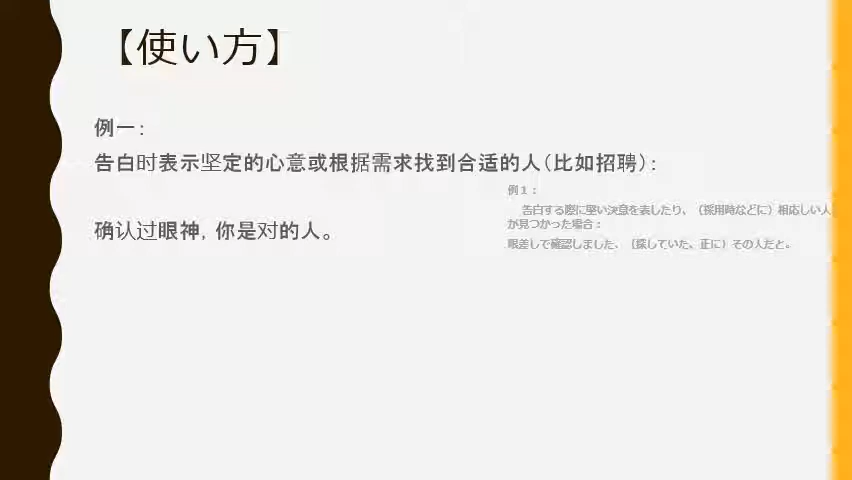 【使い方】
例一：
告白时表示坚定的心意或根据需求找到合适的人（比如招聘）：
确认过眼神，你是对的人。
例１：
告白する際に堅い決意を表したり、（採用時などに）相応しい人
が見つかった場合：
眼差しで確認しました、（探していた、正に）その人だと。